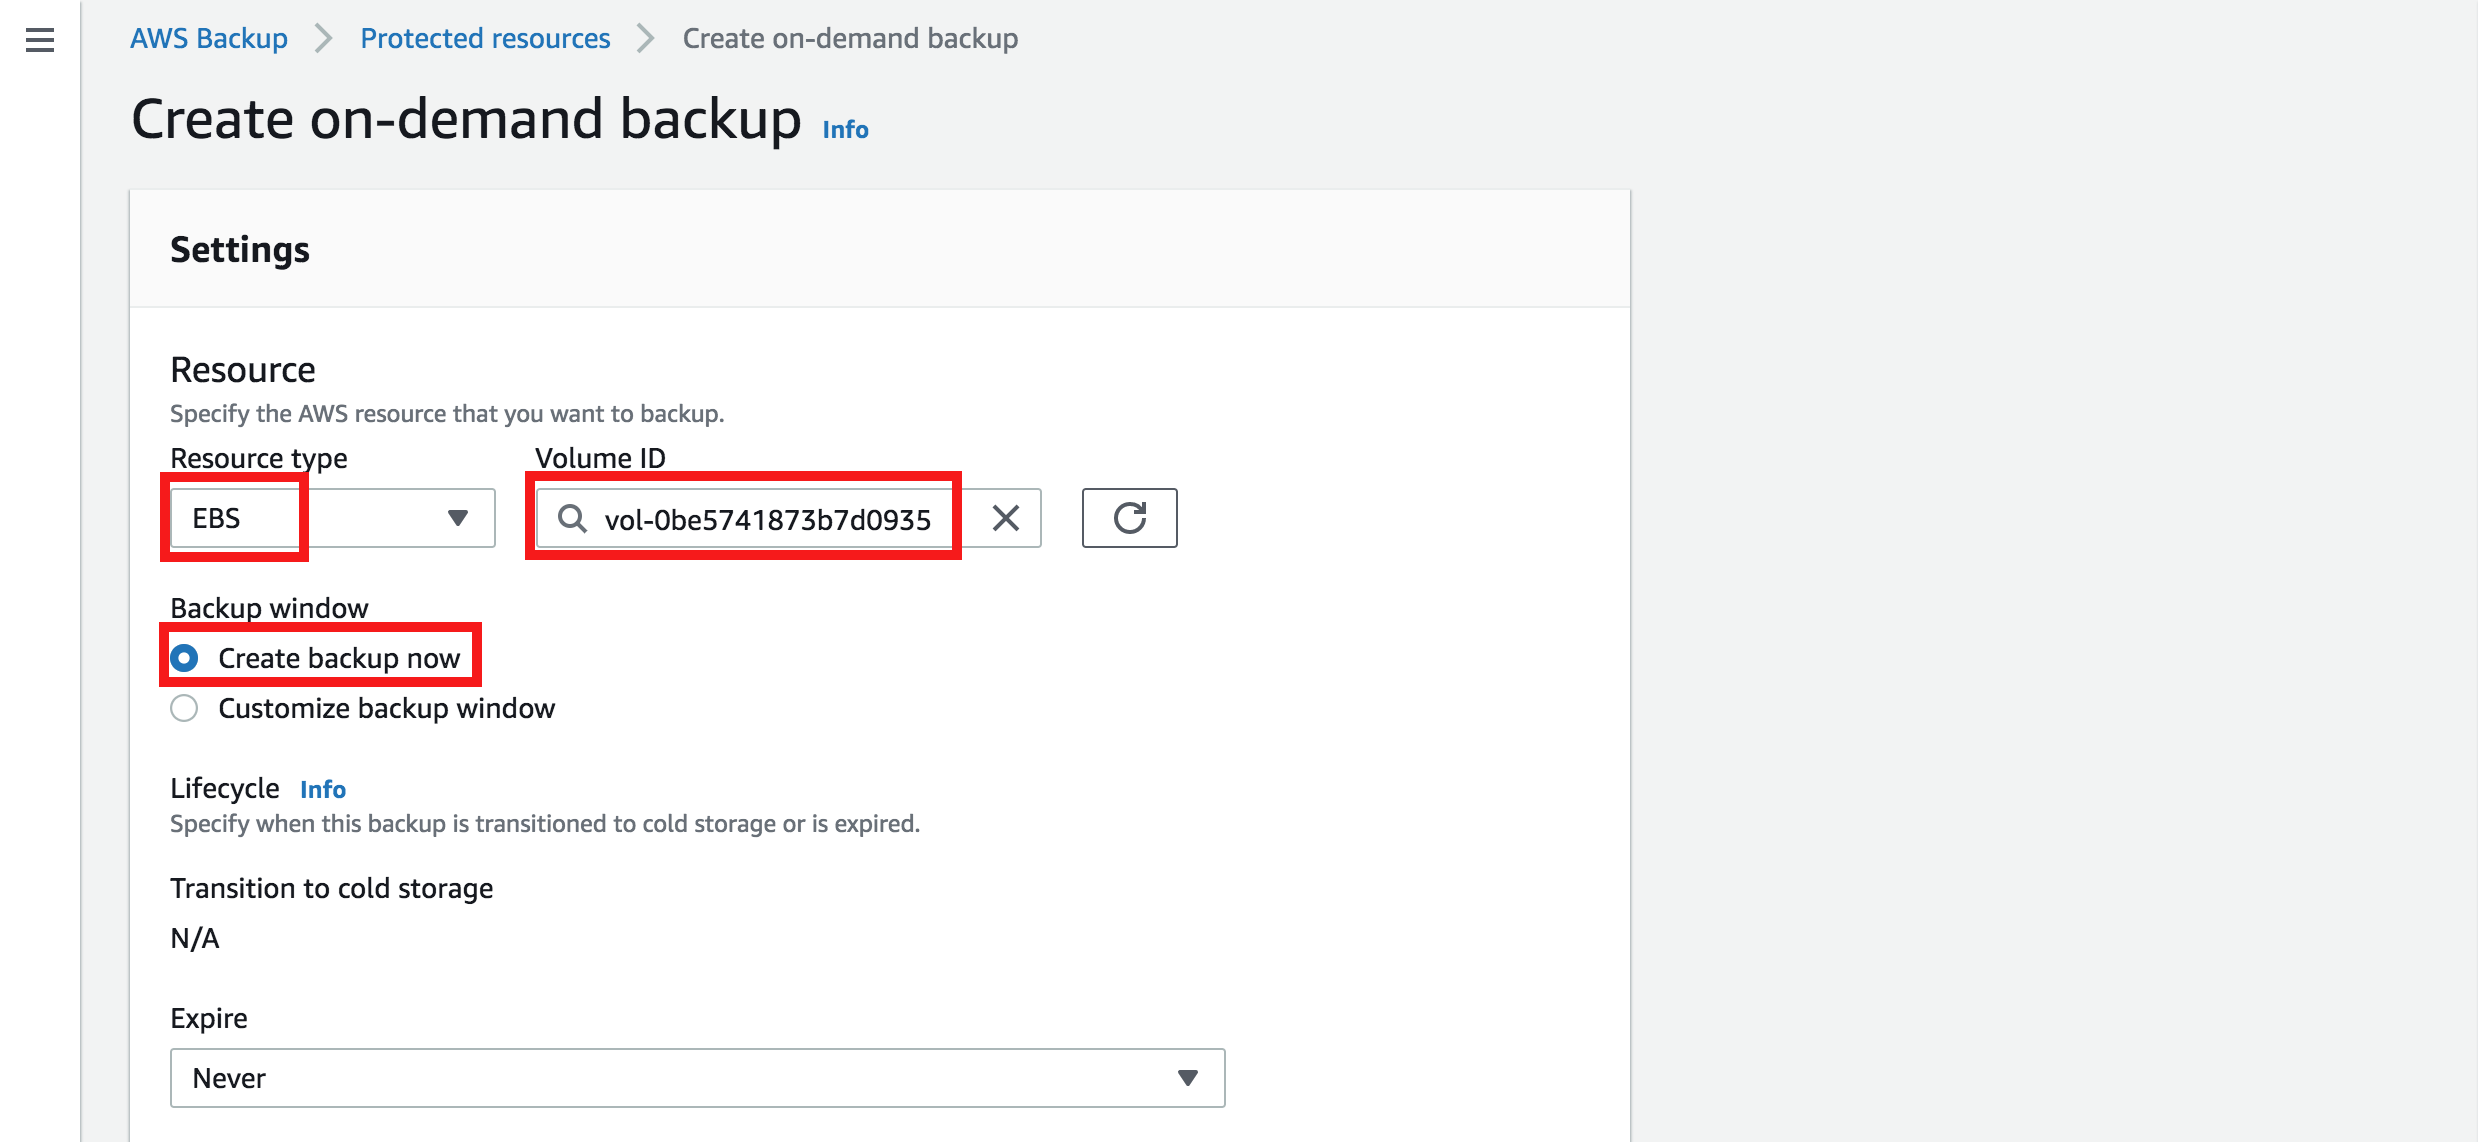 AWS Backup > Protected resources > Create on-demand backup
Create on-demand backup Info
Settings
Resource
Specify the AWS resource that you want to backup.
Resource type Volume ID
EBS vol-0be5741873b7d0935
Backup window
Create backup now
Customize backup window
Lifecycle Info
Specify when this backup is transitioned to cold storage or is expired.
Transition to cold storage
N/A
Expire
Never